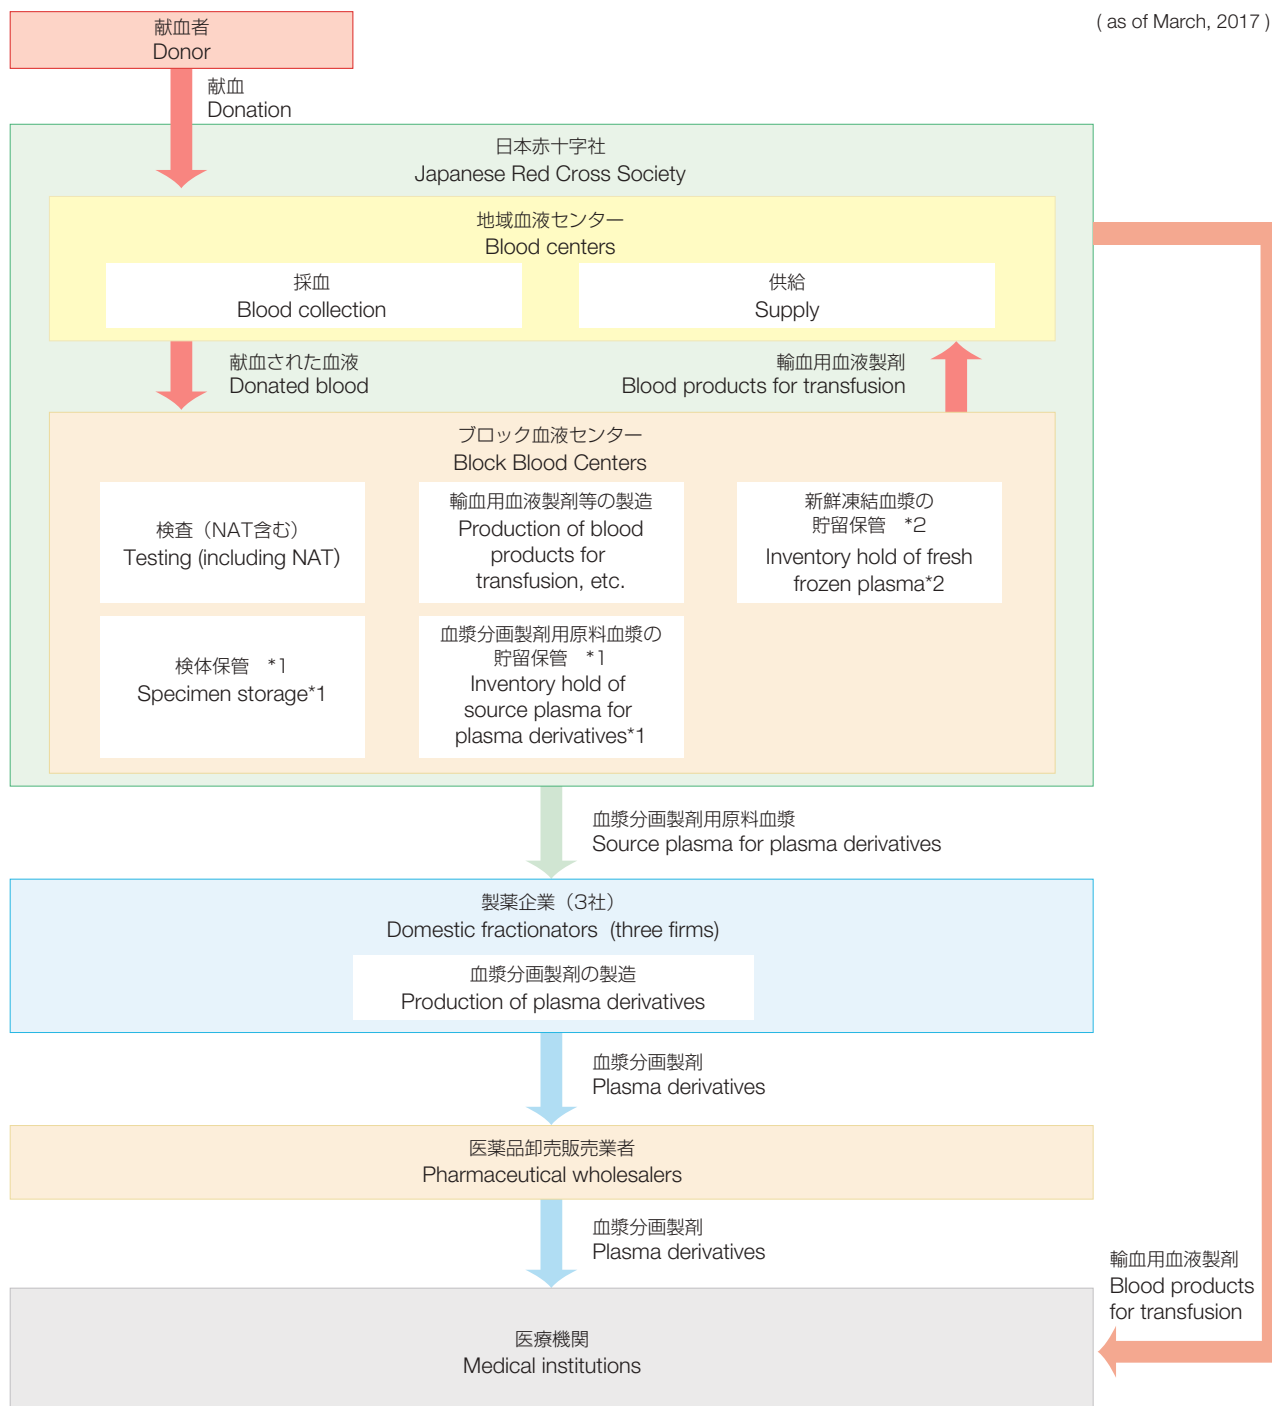 ( as of March, 2017 )
献血者
Donor
献血
Donation
日本赤十字社
Japanese Red Cross Society
地域血液センター
Blood centers
採血
Blood collection
供給
Supply
献血された血液
Donated blood
輸血用血液製剤
Blood products for transfusion
ブロック血液センター
Block Blood Centers
検査（NAT含む）
Testing (including NAT)
輸血用血液製剤等の製造
Production of blood
products for
transfusion, etc.
新鮮凍結血漿の
貯留保管　*2
Inventory hold of fresh
frozen plasma*2
検体保管　*1
Specimen storage*1
血漿分画製剤用原料血漿の
貯留保管　*1
Inventory hold of
source plasma for
plasma derivatives*1
血漿分画製剤用原料血漿
Source plasma for plasma derivatives
製薬企業（3社）
Domestic fractionators (three firms)
血漿分画製剤の製造
Production of plasma derivatives
血漿分画製剤
Plasma derivatives
医薬品卸売販売業者
Pharmaceutical wholesalers
血漿分画製剤
Plasma derivatives
輸血用血液製剤
Blood products
for transfusion
医療機関
Medical institutions